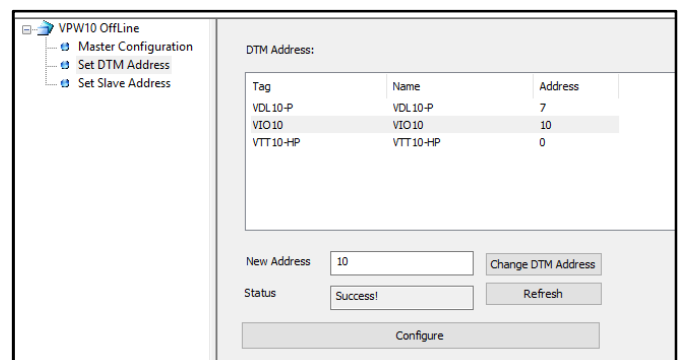 VPW10 OffLine
Master Configuration
Set DTM Address
Set Slave Address
DTM Address:
Tag Name Address
VDL10-P VDL10-P 7
VIO10 VIO10 10
VTT10-HP VTT10-HP 0
New Address 10 Change DTM Address
Status Success! Refresh
Configure